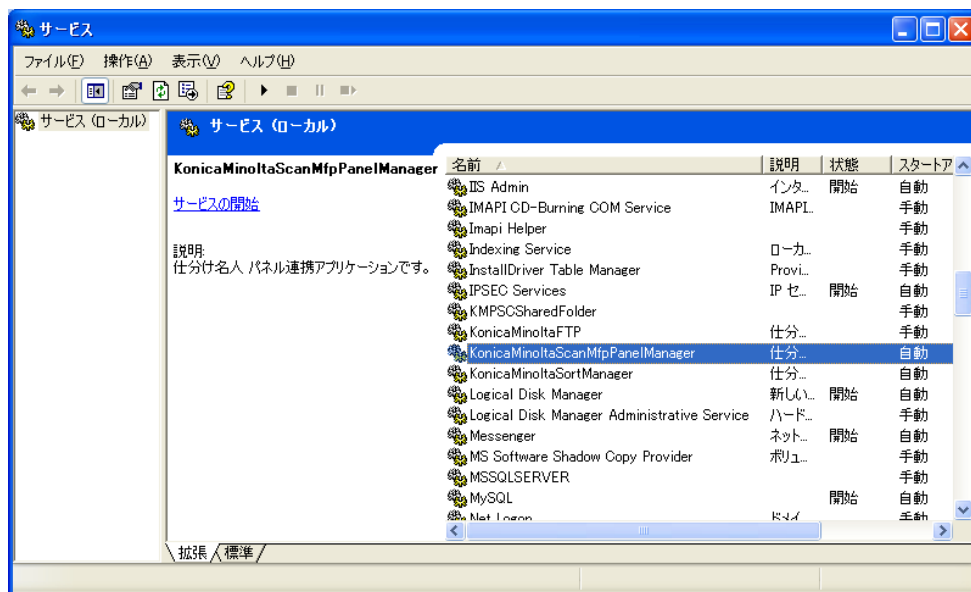 サービス
ファイル(F) 操作(A) 表示(V) ヘルプ(H)
サービス (ローカル)
サービス (ローカル)
KonicaMinoltaScanMfpPanelManager
サービスの開始
説明:
仕分け名人 パネル連携アプリケーションです。
名前 説明 状態 スタートア
IIS Admin インタ... 開始 自動
IMAPI CD-Burning COM Service IMAPI... 手動
Imapi Helper 手動
Indexing Service ローカ... 手動
InstallDriver Table Manager Provi... 手動
IPSEC Services IP セ... 開始 自動
KMPSCSharedFolder 手動
KonicaMinoltaFTP 仕分... 手動
KonicaMinoltaScanMfpPanelManager 仕分... 自動
KonicaMinoltaSortManager 仕分... 自動
Logical Disk Manager 新しい... 開始 自動
Logical Disk Manager Administrative Service ハード... 手動
Messenger ネット... 開始 自動
MS Software Shadow Copy Provider ボリュ... 手動
MSSQLSERVER 手動
MySQL 開始 自動
Net Logon ドメイ 手動
拡張 標準